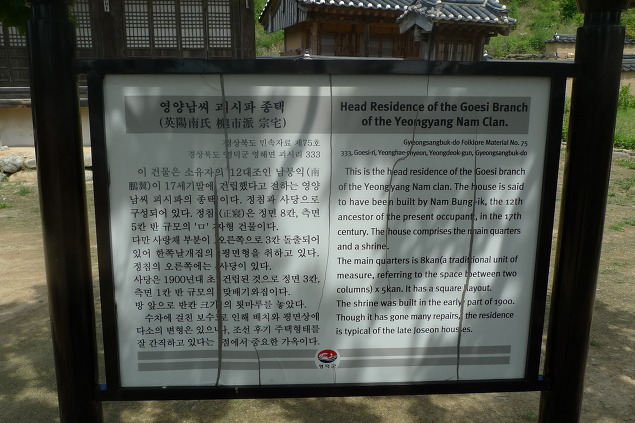 영양남씨 괴시파 종택
(英陽南氏 槐市派 宗宅)
경상북도 민속자료 제75호
경상북도 영덕군 영해면 괴시리 333
이 건물은 소유자의 12대조인 남붕익(南
鵬翼)이 17세기말에 건립했다고 전하는 영양
남씨 괴시파의 종택이다. 정침과 사당으로
구성되어 있다. 정침(正寢)은 정면 8칸, 측면
5칸 반 규모의 'ㅁ'자형 건물이다.
다만 사랑채 부분이 오른쪽으로 3칸 돌출되어
있어 한쪽날개집의 평면형을 취하고 있다.
정침의 오른쪽에는 사당이 있다.
사당은 1900년대 초 건립된 것으로 정면 3칸,
측면 1칸 반 규모의 맞배기와집이다.
방 앞으로 반칸 크기의 툇마루를 놓았다.
수차에 걸친 보수로 인해 배치와 평면상에
다소의 변형은 있으나, 조선 후기 주택형태를
잘 간직하고 있다는 점에서 중요한 가옥이다.
Head Residence of the Goesi Branch
of the Yeongyang Nam Clan.
Gyeongsangbuk-do Folklore Material No. 75
333, Goesi-ri, Yeonghae-myeon, Yeongdeok-gun, Gyeongsangbuk-do
This is the head residence of the Goesi branch
of the Yeongyang Nam clan. The house is said
to have been built by Nam Bung-ik, the 12th
ancestor of the present occupant, in the 17th
century. The house comprises the main quarters
and a shrine.
The main quarters is 8kan(a traditional unit of
measure, referring to the space between two
columns) x 5kan. It has a square layout.
The shrine was built in the early part of 1900.
Though it has gone many repairs, the residence
is typical of the late Joseon houses.
영덕군